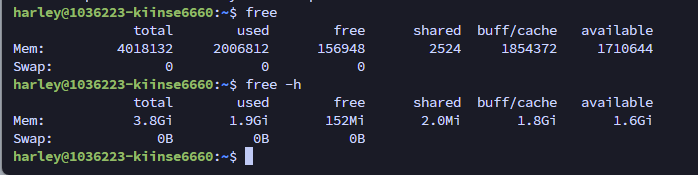 harley@1036223-kiinse6660:~$ free
total used free shared buff/cache available
Mem: 4018132 2006812 156948 2524 1854372 1710644
Swap: 0 0 0
harley@1036223-kiinse6660:~$ free -h
total used free shared buff/cache available
Mem: 3.8Gi 1.9Gi 152Mi 2.0Mi 1.8Gi 1.6Gi
Swap: 0B 0B 0B
harley@1036223-kiinse6660:~$